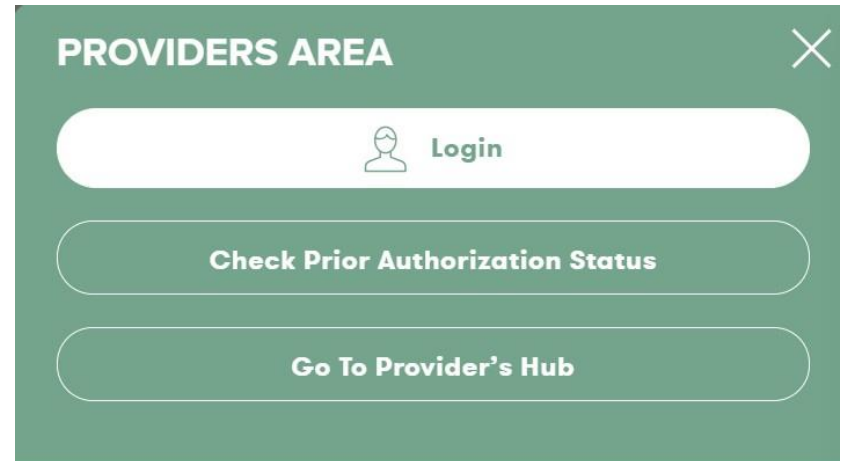 PROVIDERS AREA
Login
Check Prior Authorization Status
Go To Provider’s Hub